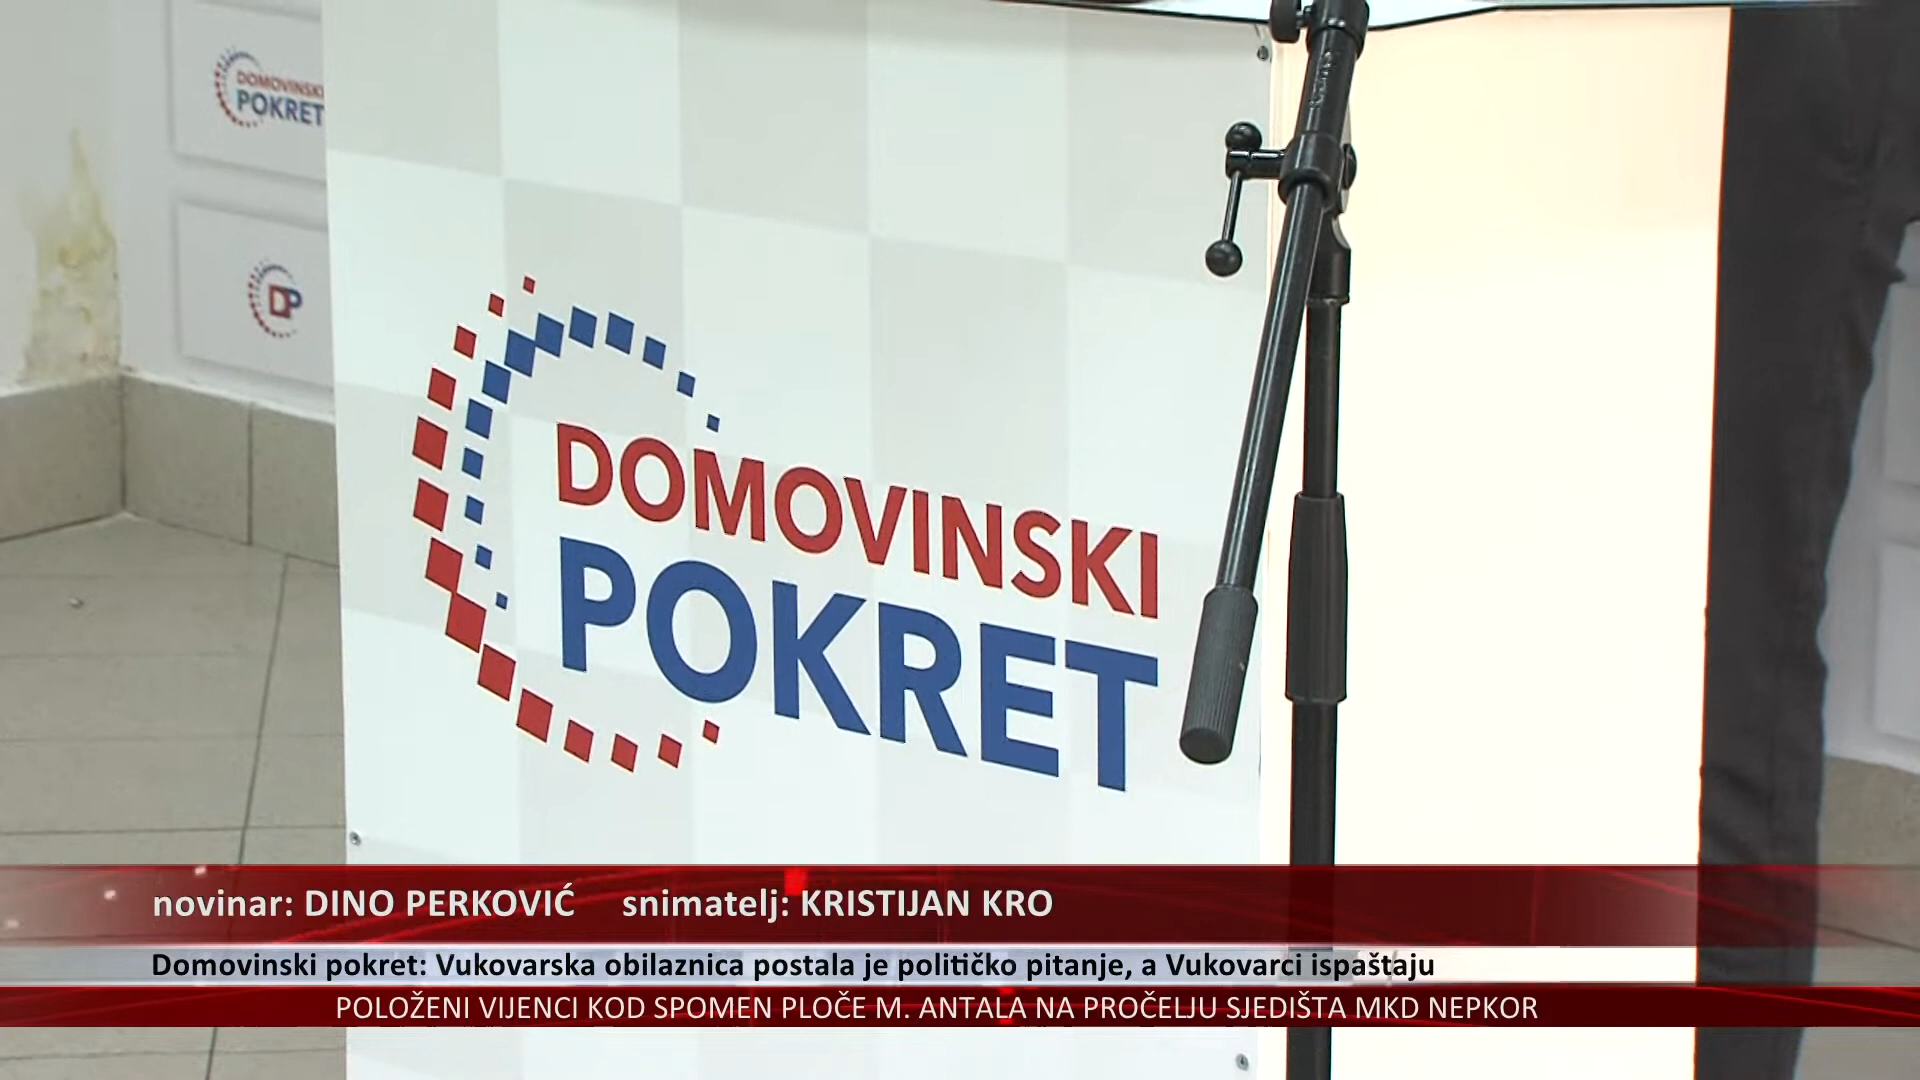 DOMOVINSKI
POKRET
DP
DOMOVINSKI
POKRET
novinar: DINO PERKOVIĆ snimatelj: KRISTIJAN KRO
Domovinski pokret: Vukovarska obilaznica postala je političko pitanje, a Vukovarci ispaštaju
POLOŽENI VIJENCI KOD SPOMEN PLOČE M. ANTALA NA PROČELJU SJEDIŠTA MKD NEPKOR